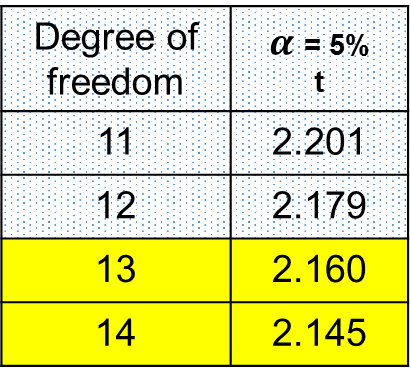 Degree of
freedom
α = 5%
t
11 2.201
12 2.179
13 2.160
14 2.145